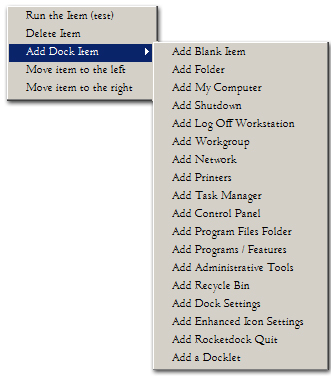 Run the Item (test)
Delete Item
Add Dock Item
Move item to the left
Move item to the right
Add Blank Item
Add Folder
Add My Computer
Add Shutdown
Add Log Off Workstation
Add Workgroup
Add Network
Add Printers
Add Task Manager
Add Control Panel
Add Program Files Folder
Add Programs / Features
Add Administrative Tools
Add Recycle Bin
Add Dock Settings
Add Enhanced Icon Settings
Add Rocketdock Quit
Add a Docklet